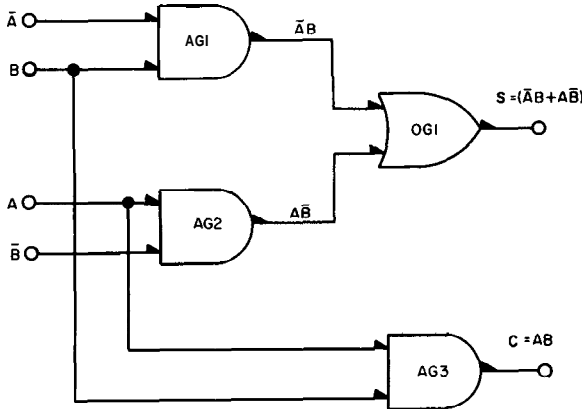 Ā
AG1
ĀB
B
S=(ĀB+AB̄)
OG1
A
AG2
AB̄
B̄
C=AB
AG3